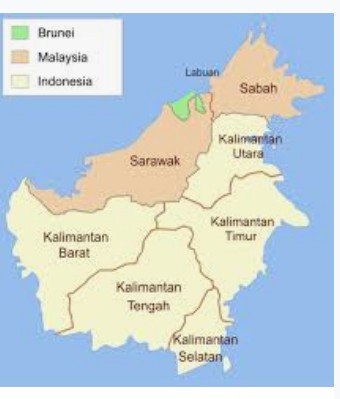 Brunei
Malaysia
Indonesia
Labuan
Sabah
Kalimantan
Utara
Sarawak
Kalimantan
Timur
Kalimantan
Barat
Kalimantan
Tengah
Kalimantan
Selatan